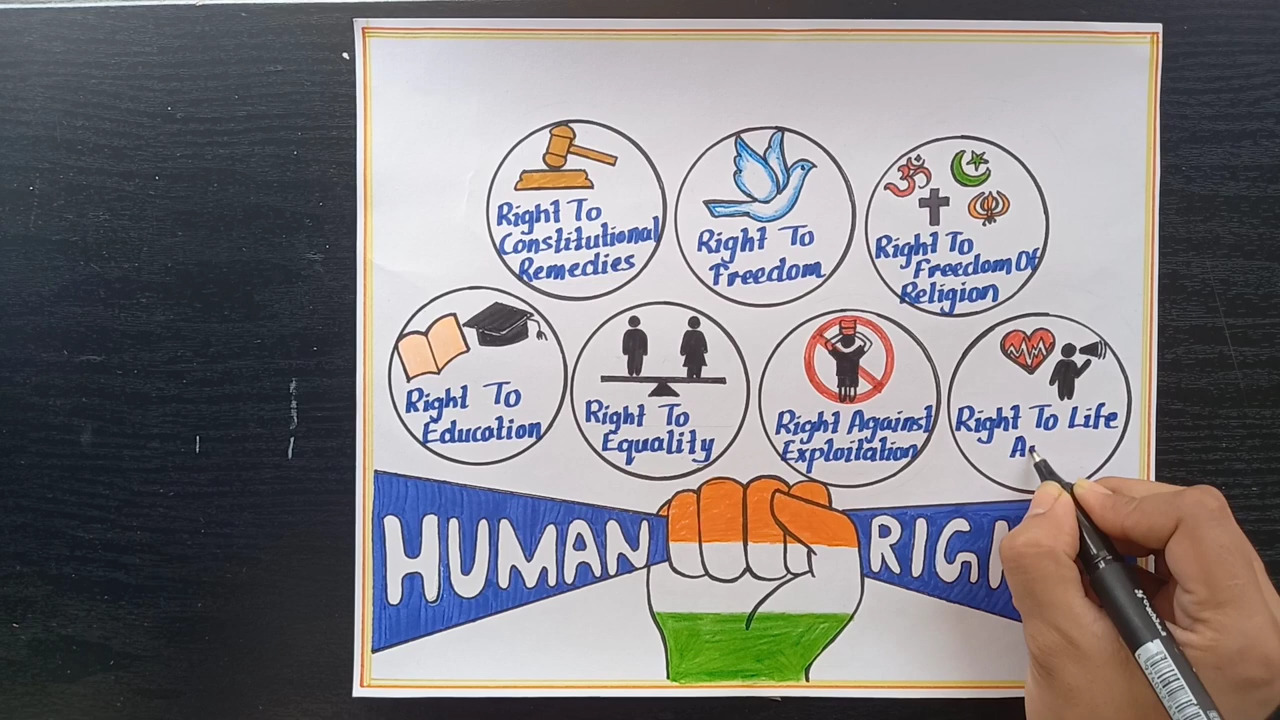 Right To
Constitutional
Remedies
Right To
Freedom
Right To
Freedom Of
Religion
Right To
Education
Right To
Equality
Right Against
Exploitation
Right To Life
A
HUMAN
RIGH